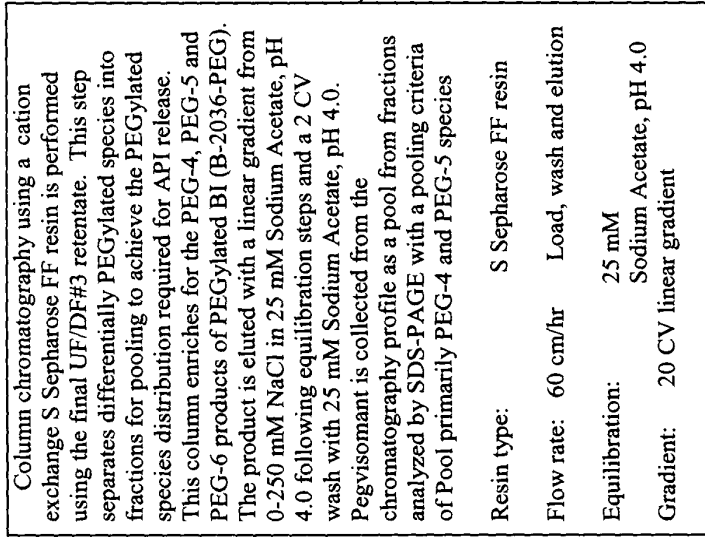 Column chromatography using a cation
exchange S Sepharose FF resin is performed
using the final UF/DF#3 retentate. This step
separates differentially PEGylated species into
fractions for pooling to achieve the PEGylated
species distribution required for API release.
This column enriches for the PEG-4, PEG-5 and
PEG-6 products of PEGylated BI (B-2036-PEG).
The product is eluted with a linear gradient from
0-250 mM NaCl in 25 mM Sodium Acetate, pH
4.0 following equilibration steps and a 2 CV
wash with 25 mM Sodium Acetate, pH 4.0.
Pegvisomant is collected from the
chromatography profile as a pool from fractions
analyzed by SDS-PAGE with a pooling criteria
of Pool primarily PEG-4 and PEG-5 species
Resin type: S Sepharose FF resin
Flow rate: 60 cm/hr Load, wash and elution
Equilibration: 25 mM
Sodium Acetate, pH 4.0
Gradient: 20 CV linear gradient